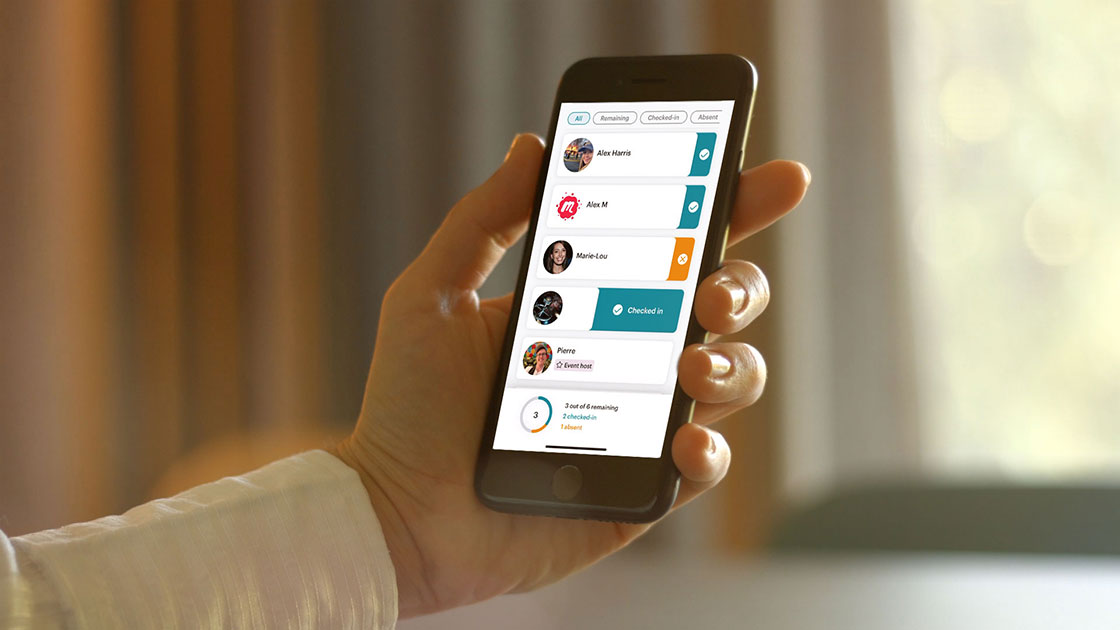 All
Remaining
Checked-in
Absent
Alex Harris
m
Alex M
Marie-Lou
Checked in
Pierre
Event host
3
3 out of 6 remaining
2 checked-in
1 absent